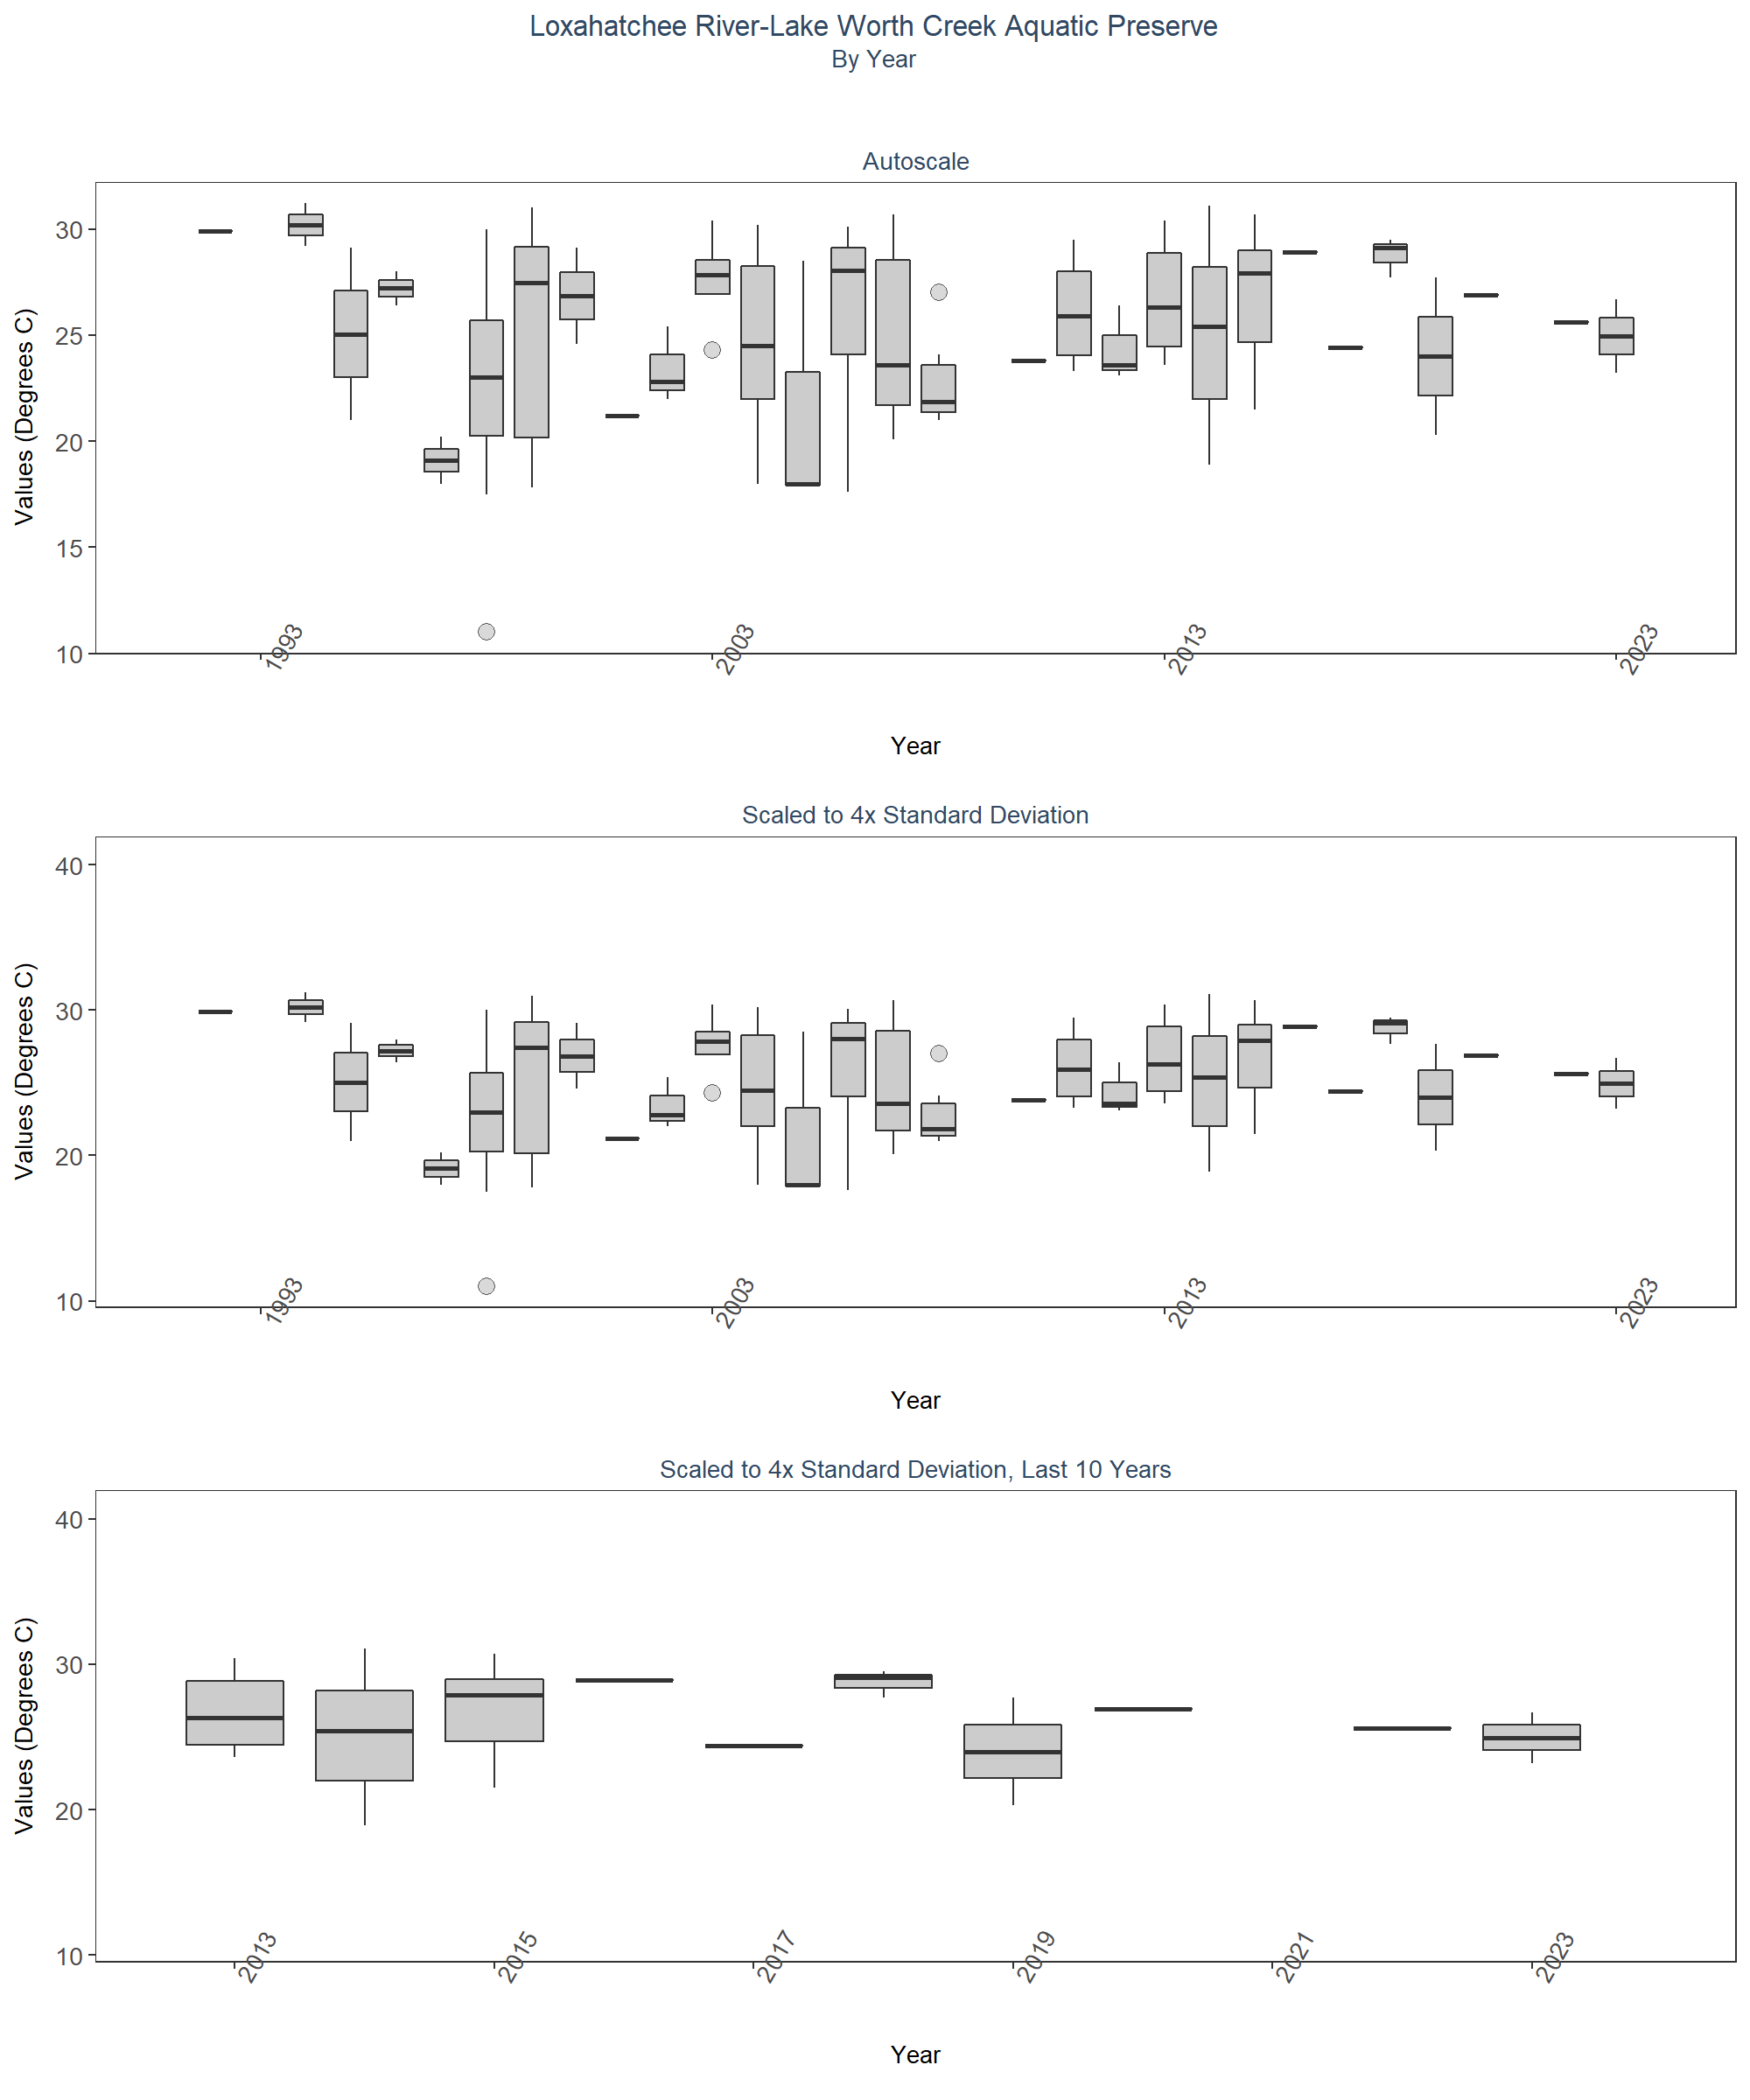 Loxahatchee River-Lake Worth Creek Aquatic Preserve
By Year
Autoscale
Values (Degrees C)
30
25
20
15
10
1993
2003
2013
2023
Year
Scaled to 4x Standard Deviation
Values (Degrees C)
40
30
20
10
1993
2003
2013
2023
Year
Scaled to 4x Standard Deviation, Last 10 Years
Values (Degrees C)
40
30
20
10
2013
2015
2017
2019
2021
2023
Year